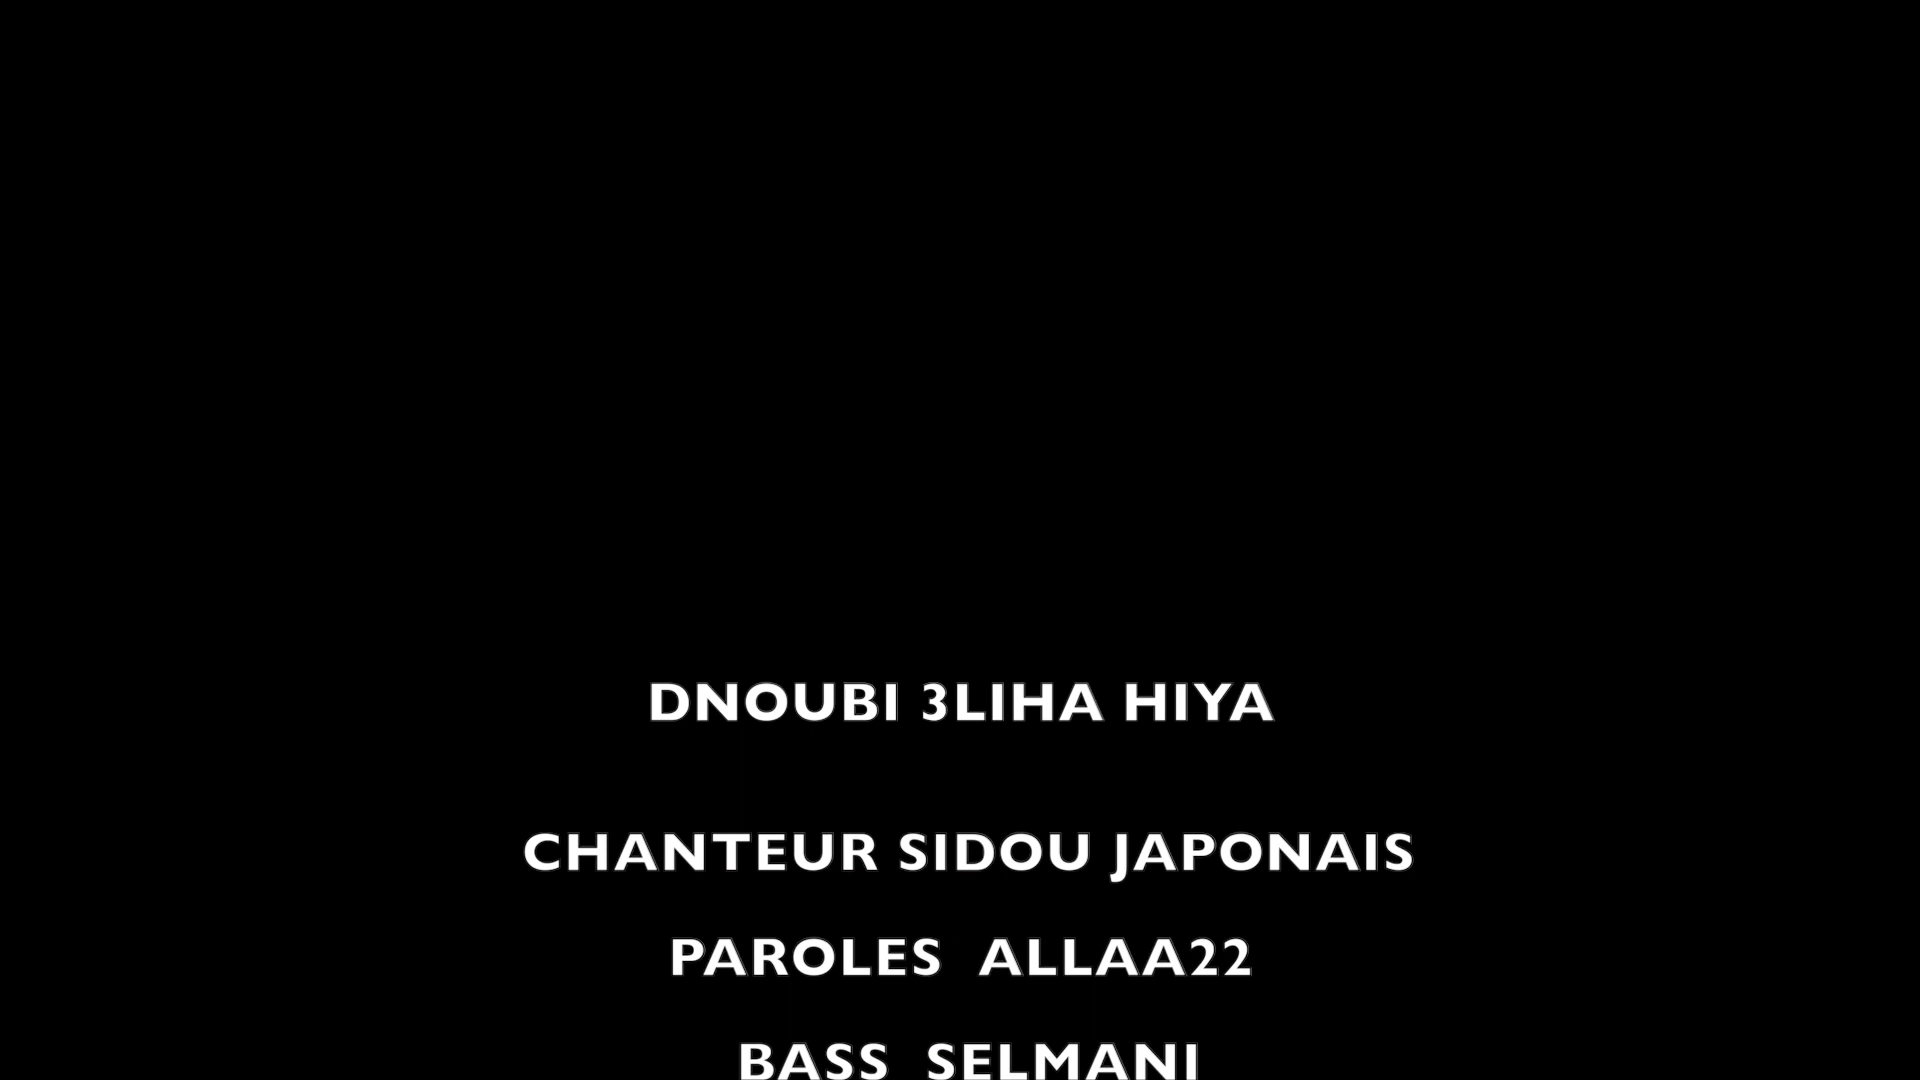 DNOUBI 3LIHA HIYA
CHANTEUR SIDOU JAPONAIS
PAROLES  ALLAA22
BASS  SELMANI